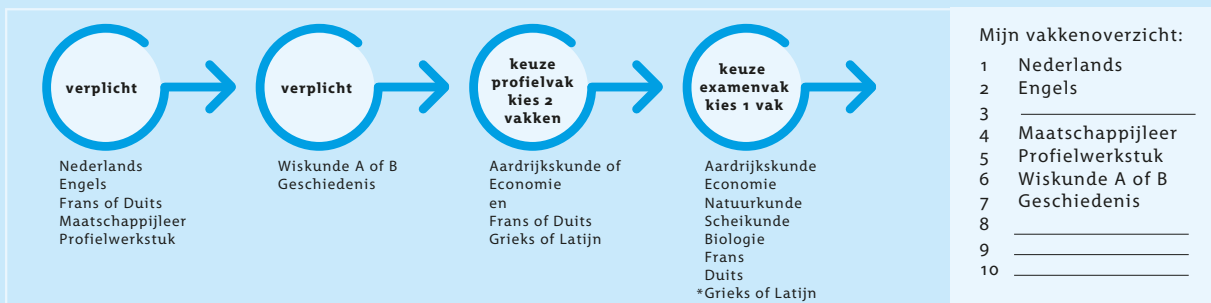 verplicht
Nederlands
Engels
Frans of Duits
Maatschappijleer
Profielwerkstuk
verplicht
Wiskunde A of B
Geschiedenis
keuze
profielvak
kies 2
vakken
Aardrijkskunde of
Economie
en
Frans of Duits
Grieks of Latijn
keuze
examenvak
kies 1 vak
Aardrijkskunde
Economie
Natuurkunde
Scheikunde
Biologie
Frans
Duits
*Grieks of Latijn
Mijn vakkenoverzicht:
1 Nederlands
2 Engels
3
4 Maatschappijleer
5 Profielwerkstuk
6 Wiskunde A of B
7 Geschiedenis
8
9
10